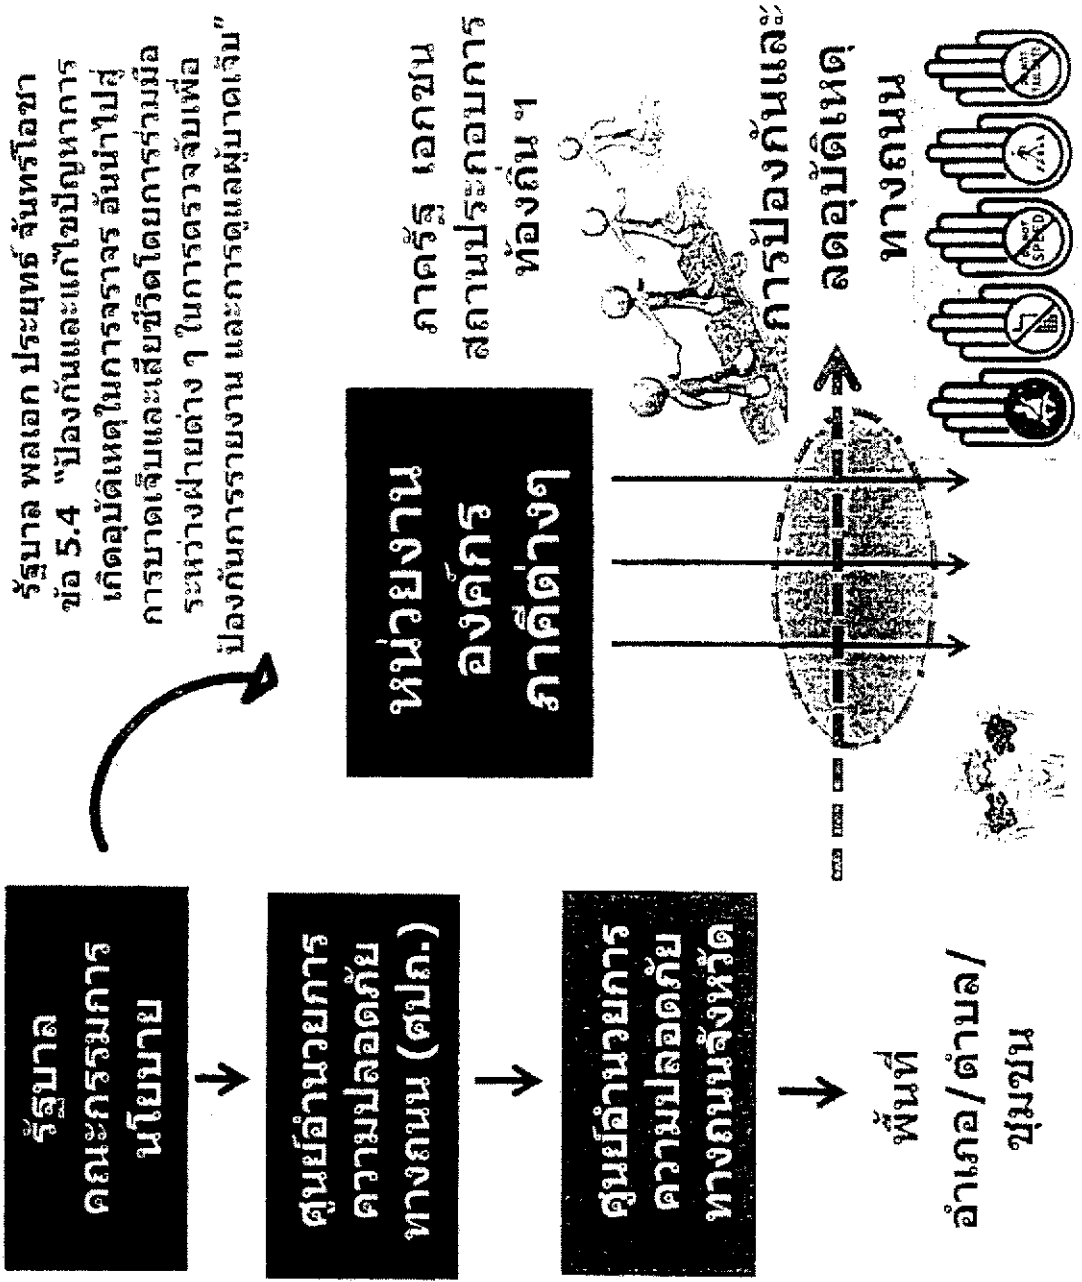 รัฐบาล
คณะกรรมการ
นโยบาย
ศูนย์อำนวยการ
ความปลอดภัย
ทางถนน (ศปถ.)
ศูนย์อำนวยการ
ความปลอดภัย
ทางถนนจังหวัด
พื้นที่
อำเภอ/ตำบล/
ชุมชน
รัฐบาล พลเอก ประยุทธ์ จันทร์โอชา
ข้อ 5.4 "ป้องกันและแก้ไขปัญหาการ
เกิดอุบัติเหตุในการจราจร อันนำไปสู่
การบาดเจ็บและเสียชีวิตโดยการร่วมมือ
ระหว่างฝ่ายต่าง ๆ ในการตรวจจับเพื่อ
ป้องกันการรายงาน และการดูแลผู้บาดเจ็บ"
หน่วยงาน
องค์กร
ภาคีต่างๆ
ภาครัฐ เอกชน
สถานประกอบการ
ท้องถิ่น ฯ
การป้องกันและ
ลดอุบัติเหตุ
ทางถนน
SPEED